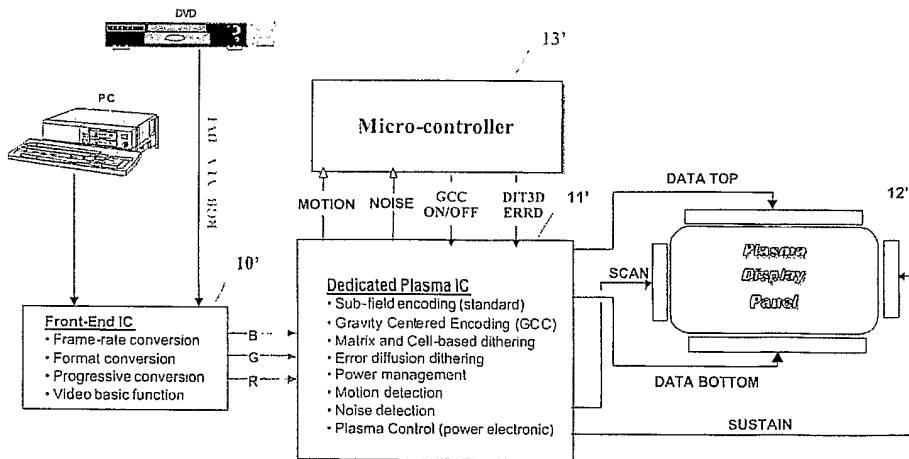 DVD
13'
PC
Micro-controller
RGB
MOTION
NOISE
GCC
ON/OFF
DIT3D
ERRD
11'
DATA TOP
12'
10'
SCAN
Plasma
Display
Panel
Front-End IC
• Frame-rate conversion
• Format conversion
• Progressive conversion
• Video basic function
B
G
R
Dedicated Plasma IC
• Sub-field encoding (standard)
• Gravity Centered Encoding (GCC)
• Matrix and Cell-based dithering
• Error diffusion dithering
• Power management
• Motion detection
• Noise detection
• Plasma Control (power electronic)
DATA BOTTOM
SUSTAIN